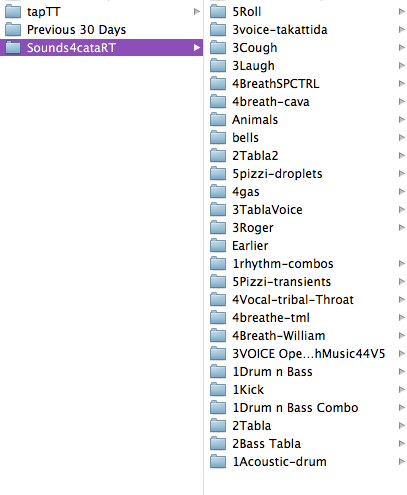 tapTT
Previous 30 Days
Sounds4cataRT
5Roll
3voice-takattida
3Cough
3Laugh
4BreathSPCTRL
4breath-cava
Animals
bells
2Tabla2
5pizzi-droplets
4gas
3TablaVoice
3Roger
Earlier
1rhythm-combos
5Pizzi-transients
4Vocal-tribal-Throat
4breathe-tml
4Breath-William
3VOICE Ope...hMusic44V5
1Drum n Bass
1Kick
1Drum n Bass Combo
2Tabla
2Bass Tabla
1Acoustic-drum